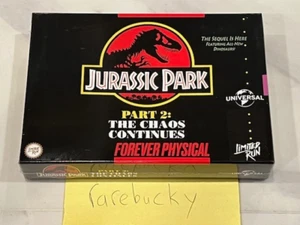 THE SEQUEL IS HERE
FEATURING ALL-NEW
DINOSAURS!
JURASSIC PARK
PART 2:
THE CHAOS
CONTINUES
UNIVERSAL
FOREVER PHYSICAL
LIMITED
RUN
rarebucky